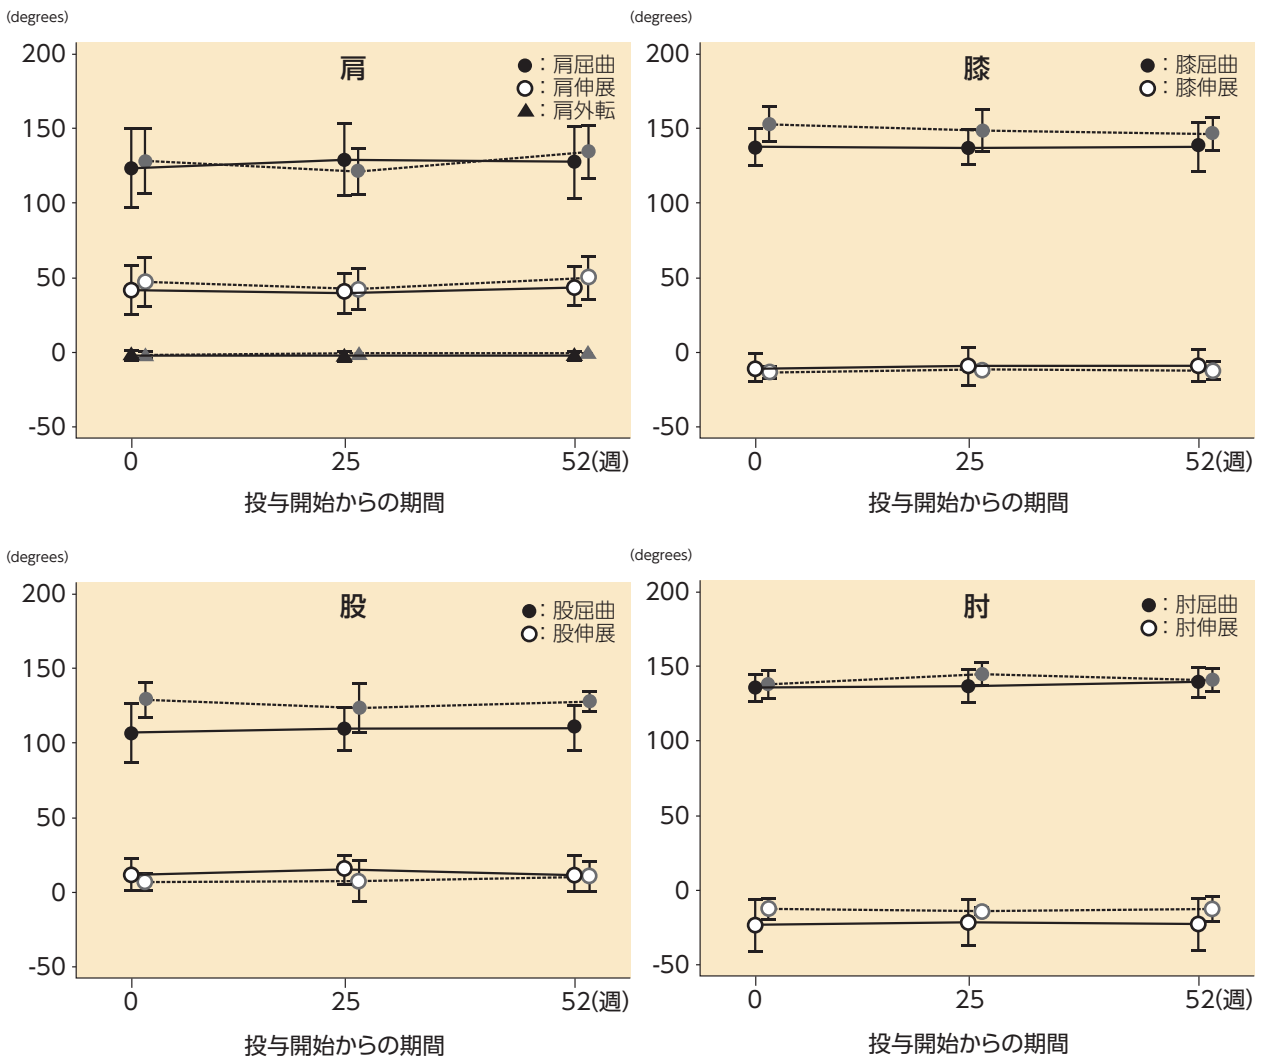 (degrees)
肩
●：肩屈曲
○：肩伸展
▲：肩外転
200
150
100
50
0
-50
0 25 52(週)
投与開始からの期間
(degrees)
膝
●：膝屈曲
○：膝伸展
200
150
100
50
0
-50
0 25 52(週)
投与開始からの期間
(degrees)
股
●：股屈曲
○：股伸展
200
150
100
50
0
-50
0 25 52(週)
投与開始からの期間
(degrees)
肘
●：肘屈曲
○：肘伸展
200
150
100
50
0
-50
0 25 52(週)
投与開始からの期間